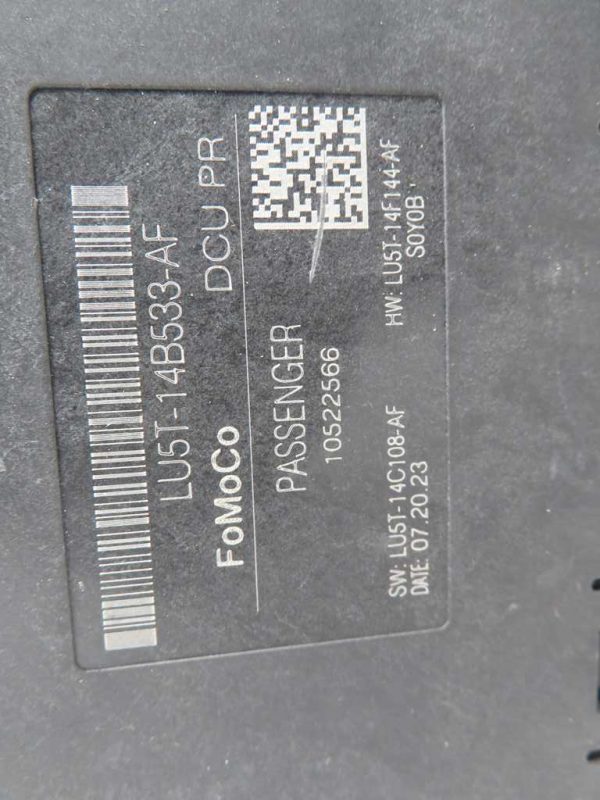 LU5T-14B533-AF
FoMoCo DCU PR
PASSENGER
10522566
SW: LU5T-14C108-AF HW: LU5T-14F144-AF
DATE: 07.20.23 S0Y0B